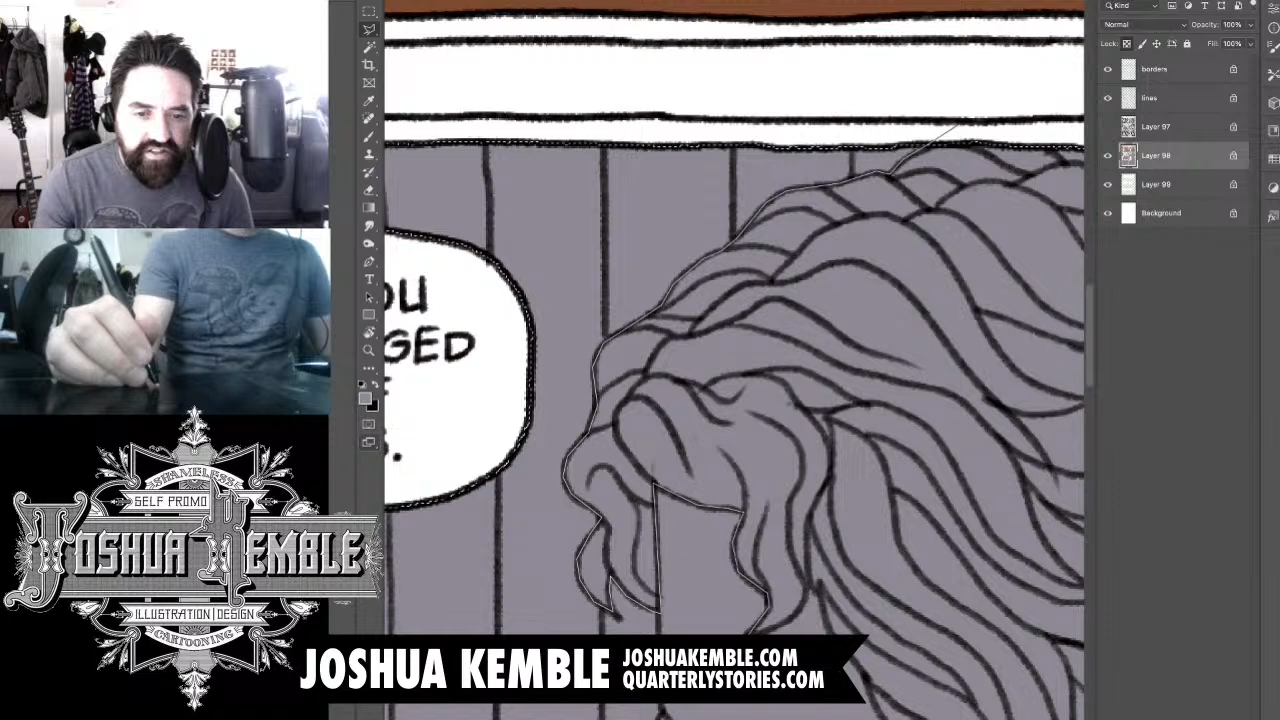 Kind
Normal
Opacity: 100%
Lock:
Fill: 100%
borders
lines
Layer 97
Layer 98
Layer 99
Background
OU
GED
SHAMELESS
SELF PROMO
JOSHUA KEMBLE
ILLUSTRATION|DESIGN
CARTOONING
JOSHUA KEMBLE
JOSHUAKEMBLE.COM
QUARTERLYSTORIES.COM